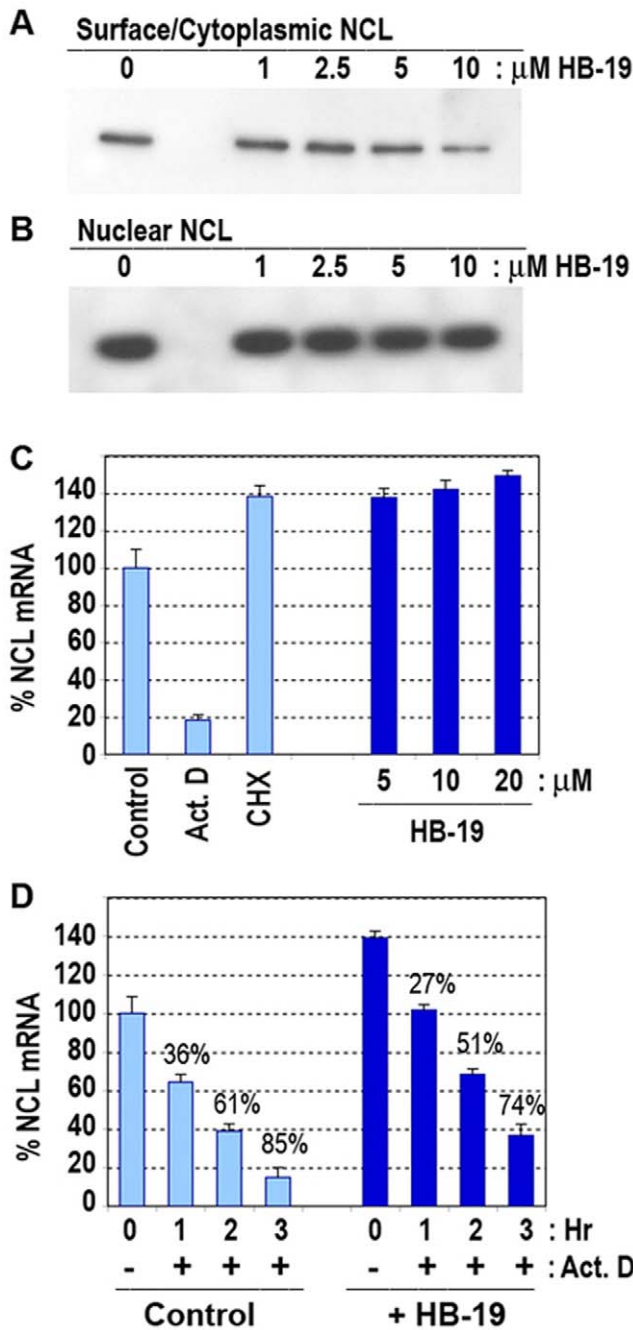 A
Surface/Cytoplasmic NCL
0 1 2.5 5 10 : μM HB-19
B
Nuclear NCL
0 1 2.5 5 10 : μM HB-19
C
% NCL mRNA
140
120
100
80
60
40
20
0
Control
Act. D
CHX
5 10 20 : μM
HB-19
D
% NCL mRNA
140
120
100
80
60
40
20
0
36%
61%
85%
27%
51%
74%
0 1 2 3 0 1 2 3 : Hr
- + + + - + + + : Act. D
Control + HB-19